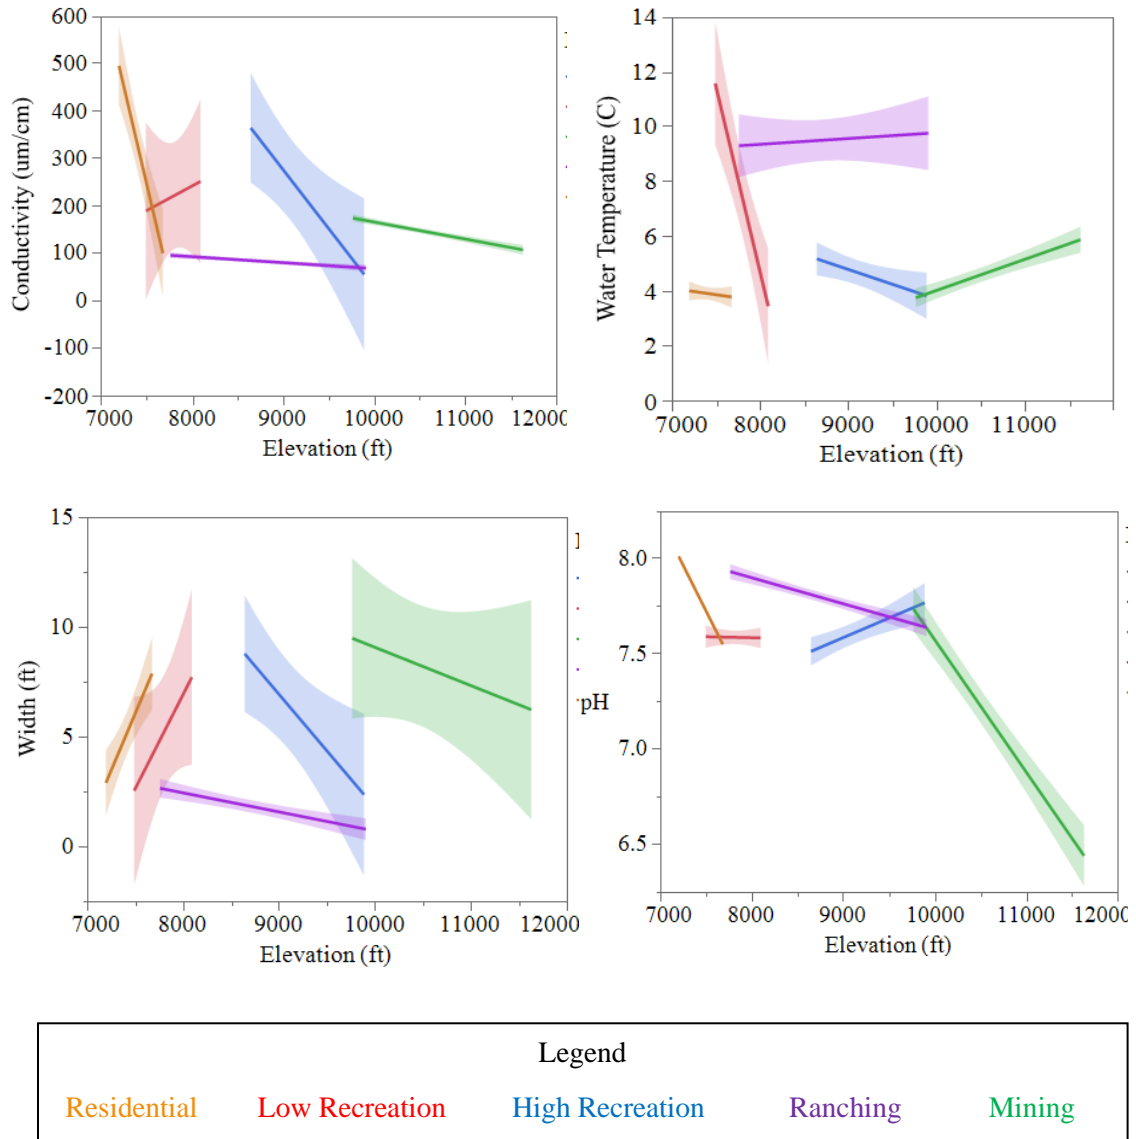 600
500
400
300
200
100
0
-100
-200
Conductivity (um/cm)
7000 8000 9000 10000 11000 12000
Elevation (ft)
14
12
10
8
6
4
2
0
Water Temperature (C)
7000 8000 9000 10000 11000
Elevation (ft)
15
10
5
0
Width (ft)
7000 8000 9000 10000 11000 12000
Elevation (ft)
8.0
7.5
7.0
6.5
pH
7000 8000 9000 10000 11000 12000
Elevation (ft)
Legend
Residential Low Recreation High Recreation Ranching Mining